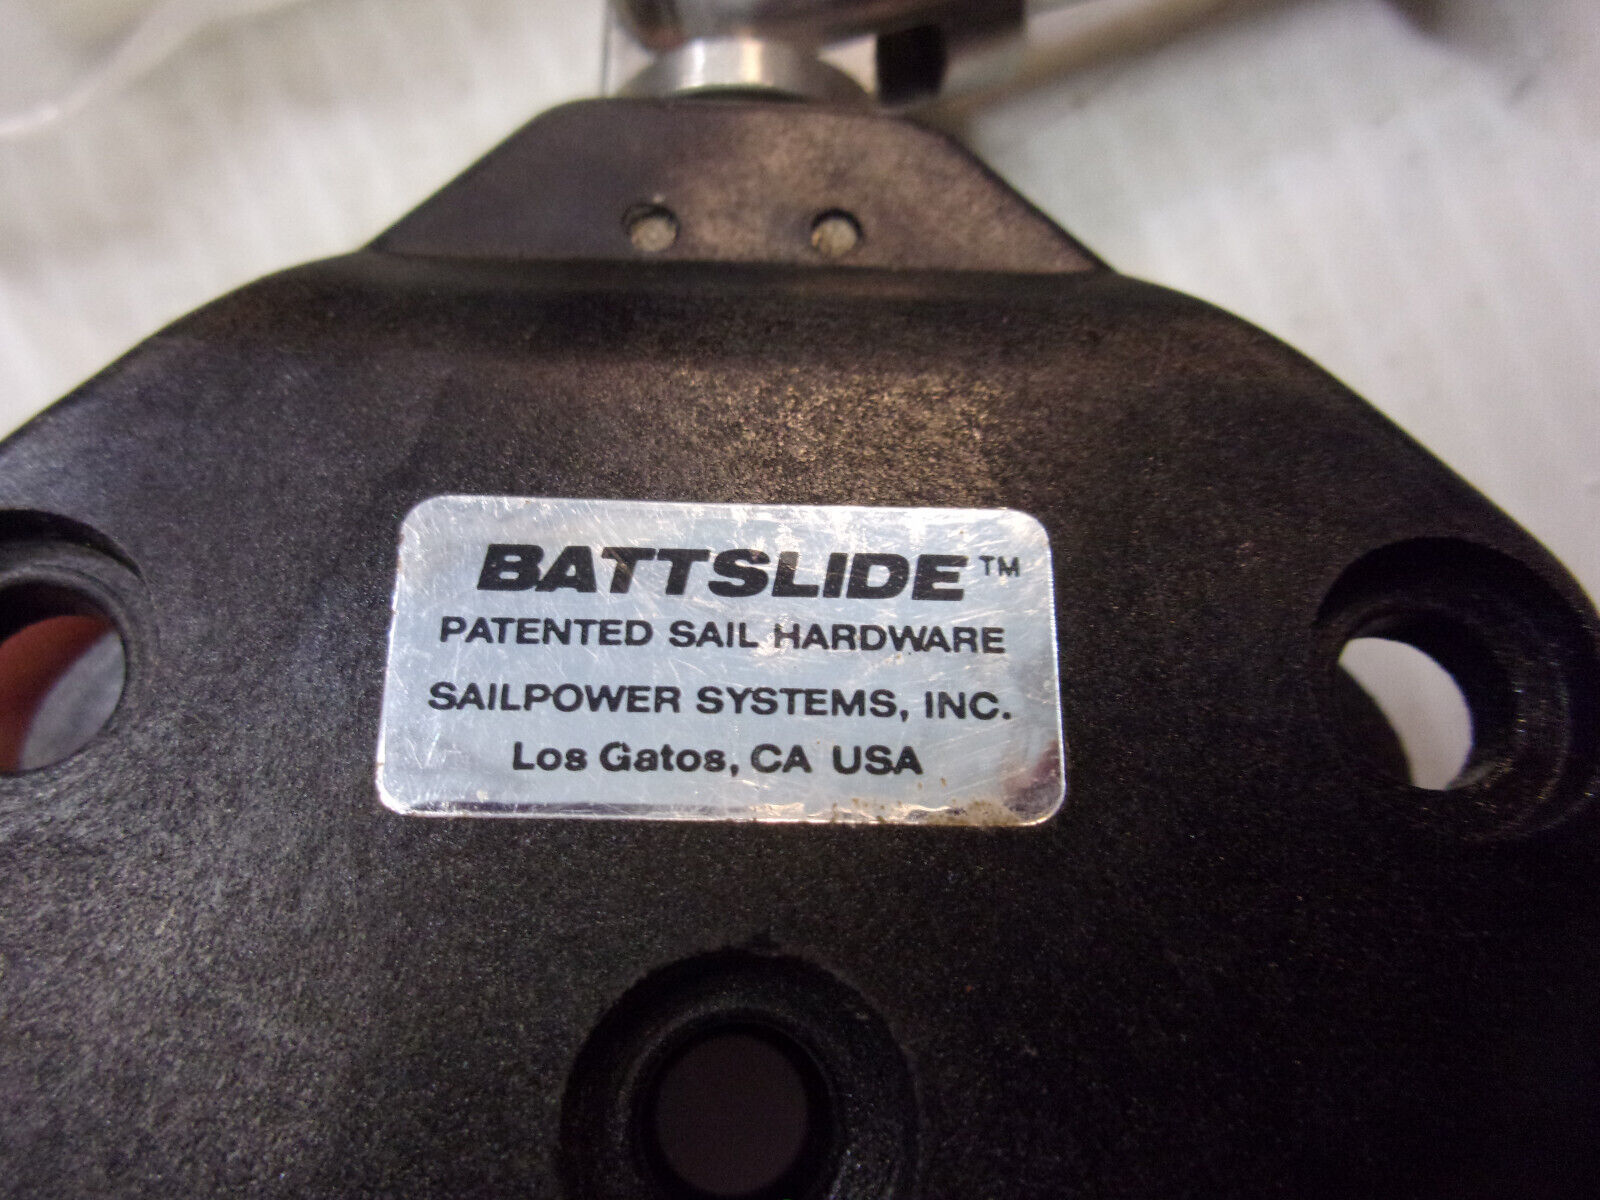 BATTSLIDE™
PATENTED SAIL HARDWARE
SAILPOWER SYSTEMS, INC.
Los Gatos, CA USA